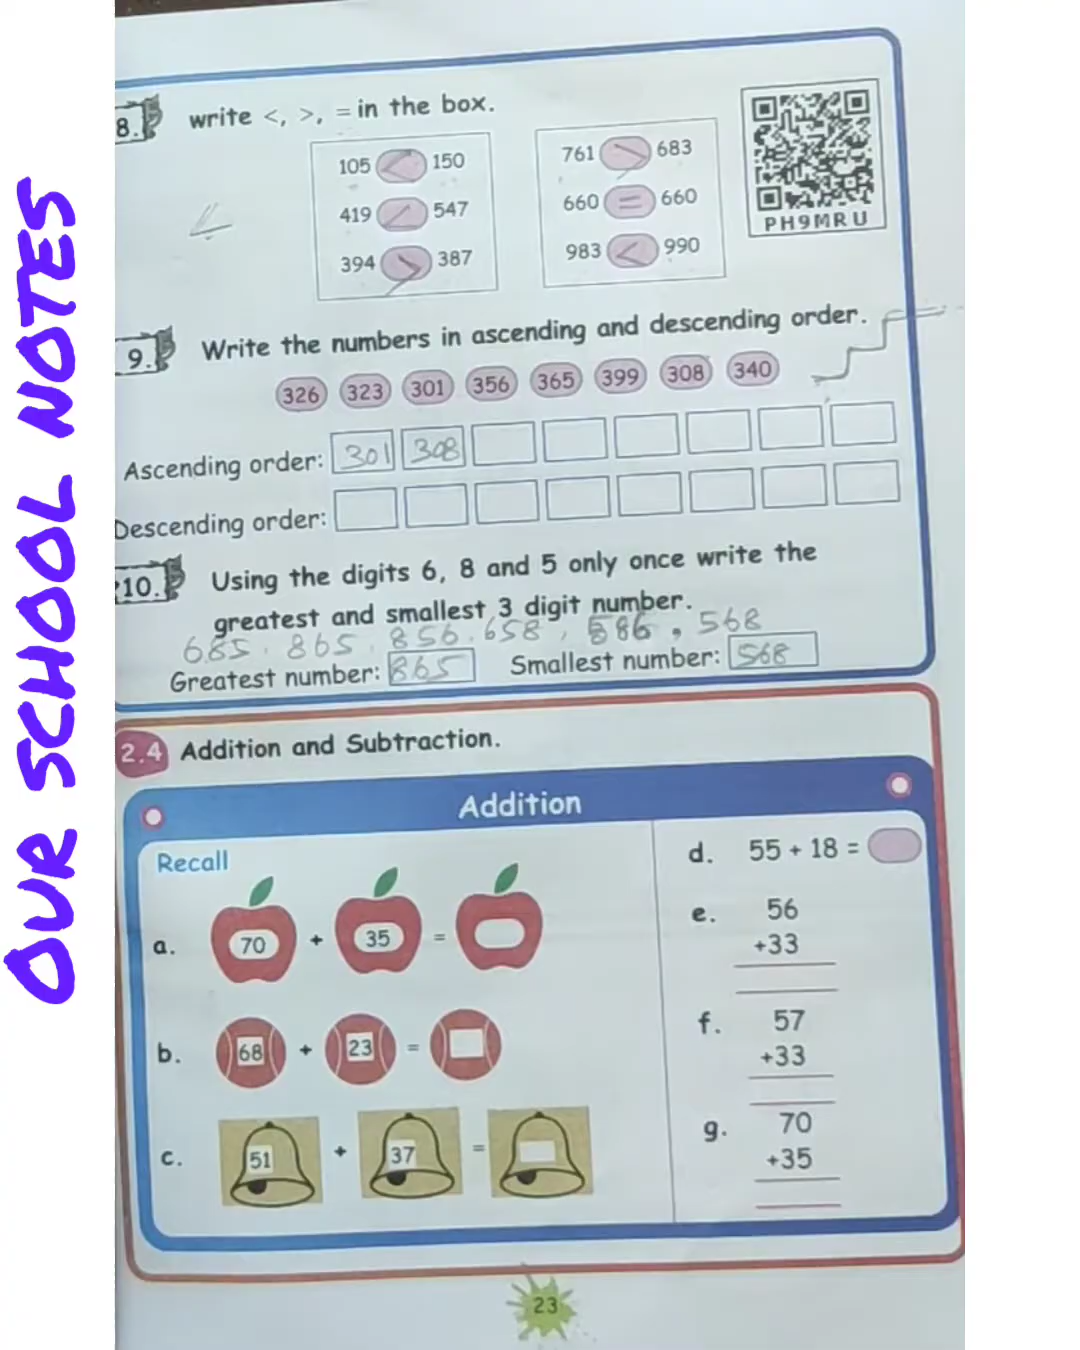 OUR SCHOOL NOTES
8. write <, >, = in the box.
105 < 150
419 < 547
394 > 387
761 > 683
660 = 660
983 < 990
PH9MRU
9. Write the numbers in ascending and descending order.
326 323 301 356 365 399 308 340
Ascending order: 301 308
Descending order:
10. Using the digits 6, 8 and 5 only once write the
greatest and smallest 3 digit number.
685, 865, 856, 658, 586, 568
Greatest number: 865 Smallest number: 568
2.4 Addition and Subtraction.
Addition
Recall
a. 70 + 35 =
b. 68 + 23 =
c. 51 + 37 =
d. 55 + 18 =
e. 56
+33
f. 57
+33
g. 70
+35
23